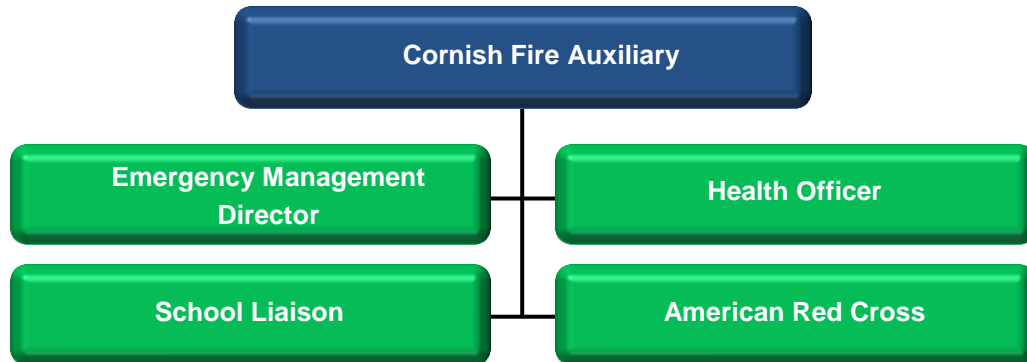 Cornish Fire Auxiliary
Emergency Management
Director
Health Officer
School Liaison
American Red Cross